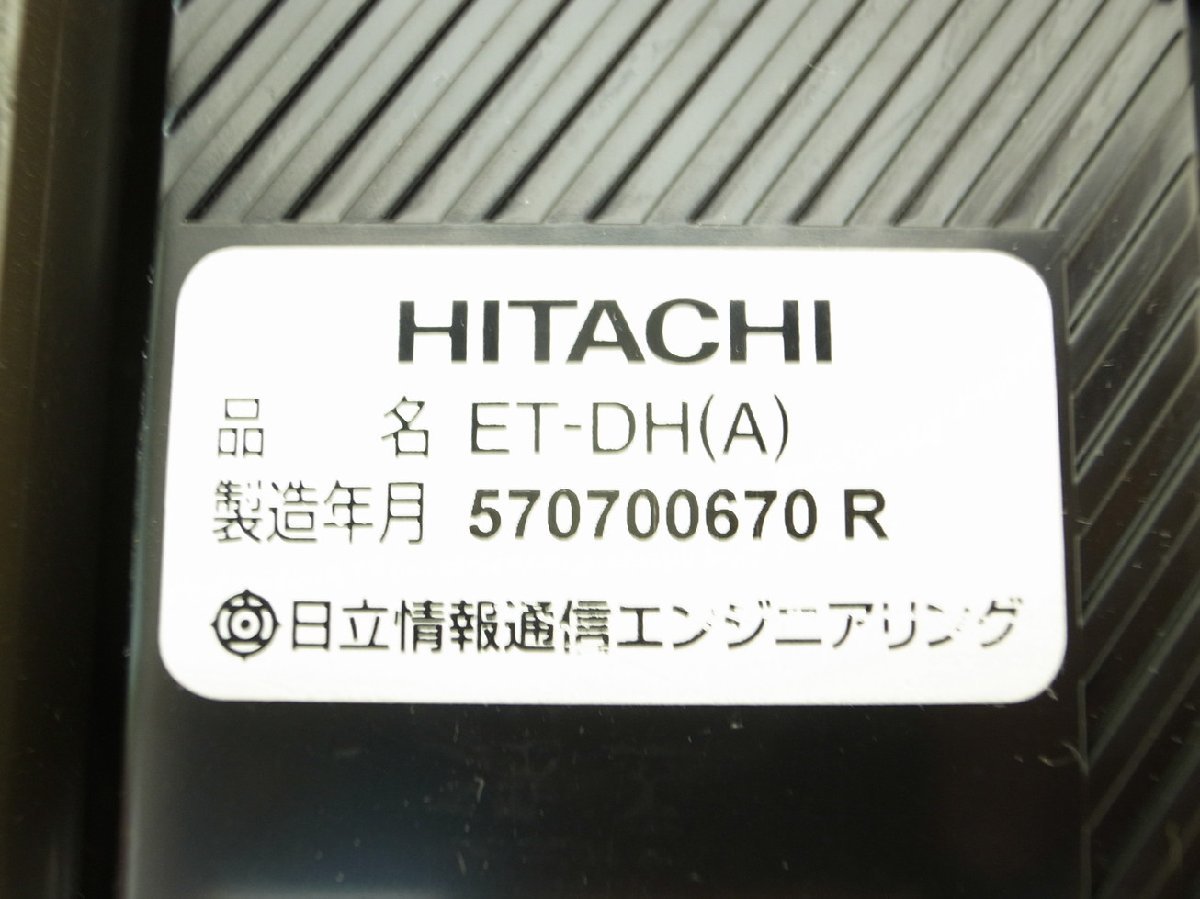 HITACHI
品 名 ET-DH(A)
製造年月 570700670 R
日立情報通信エンジニアリング